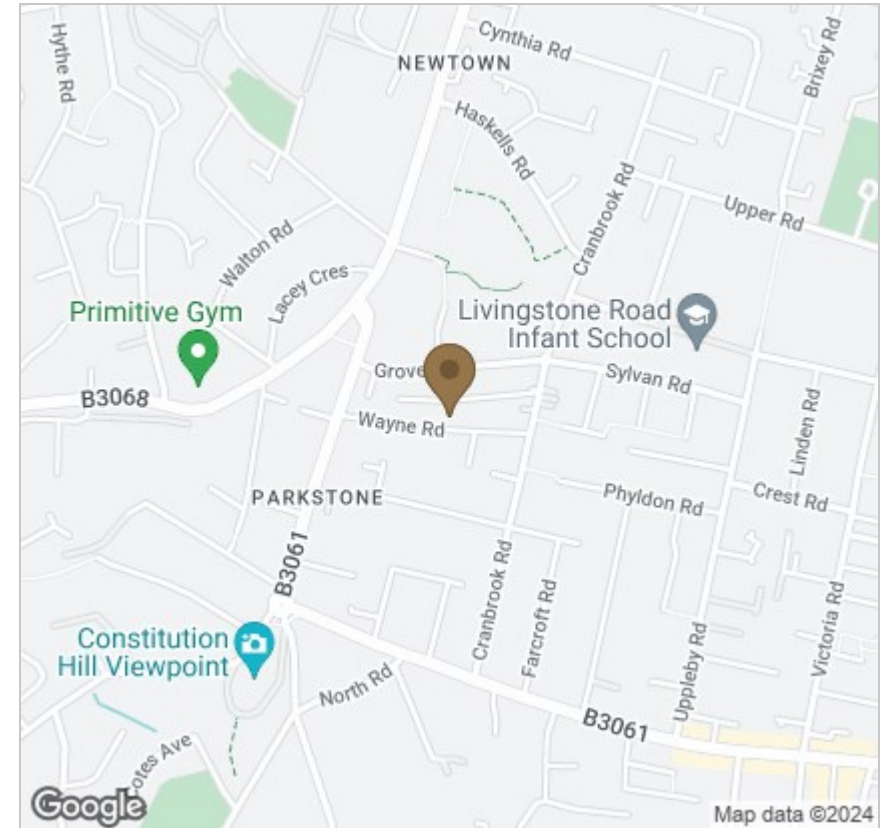 Hythe Rd
Cynthia Rd
Brixey Rd
NEWTOWN
Haskells Rd
Cranbrook Rd
Upper Rd
Walton Rd
Lacey Cres
Primitive Gym
Livingstone Road
Infant School
B3068
Grove
Sylvan Rd
Wayne Rd
Linden Rd
PARKSTONE
Phyldon Rd
Crest Rd
B3061
Cranbrook Rd
Farcroft Rd
Victoria Rd
Constitution
Hill Viewpoint
Uppleby Rd
North Rd
B3061
otes Ave
Google
Map data ©2024